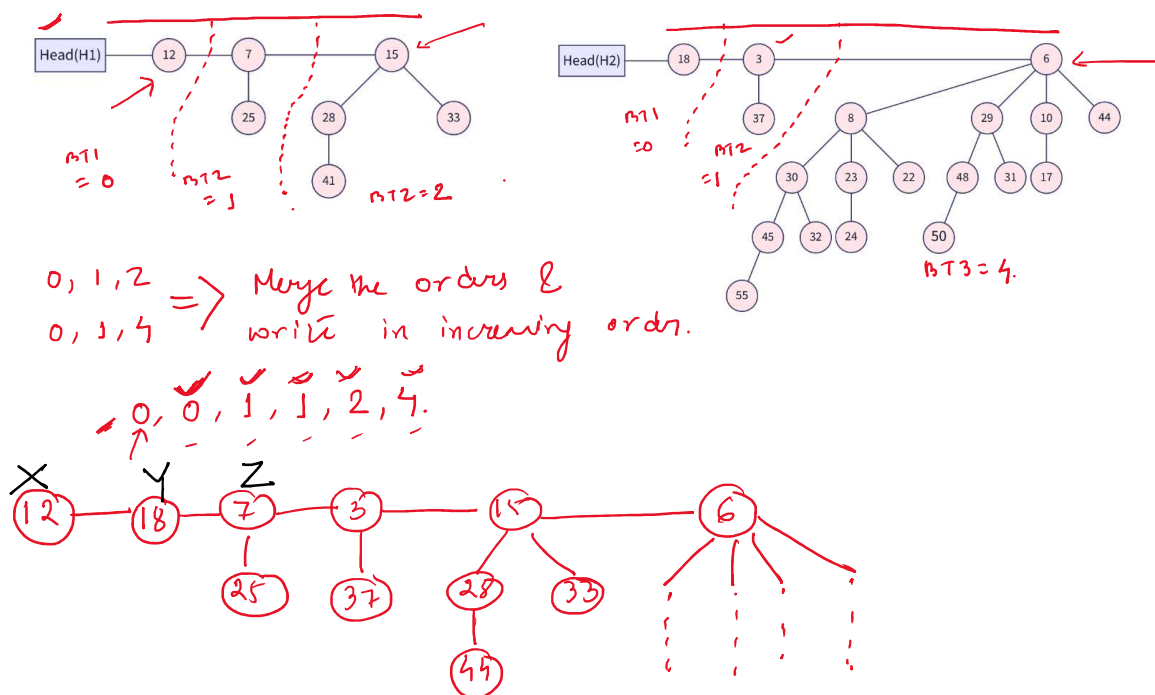 Head(H1) 12 7 15
25 28 33
41
BT1
= 0
BT2
= 1
BT2=2
Head(H2) 18 3 6
37 8 29 10 44
30 23 22 48 31 17
45 32 24 50
55
BT1
=0
BT2
=1
BT3=4.
0, 1, 2
0, 1, 4
=> Merge the orders &
write in increasing order.
0, 0, 1, 1, 2, 4.
X Y Z
12 18 7 3 15 6
25 37 28 33
44